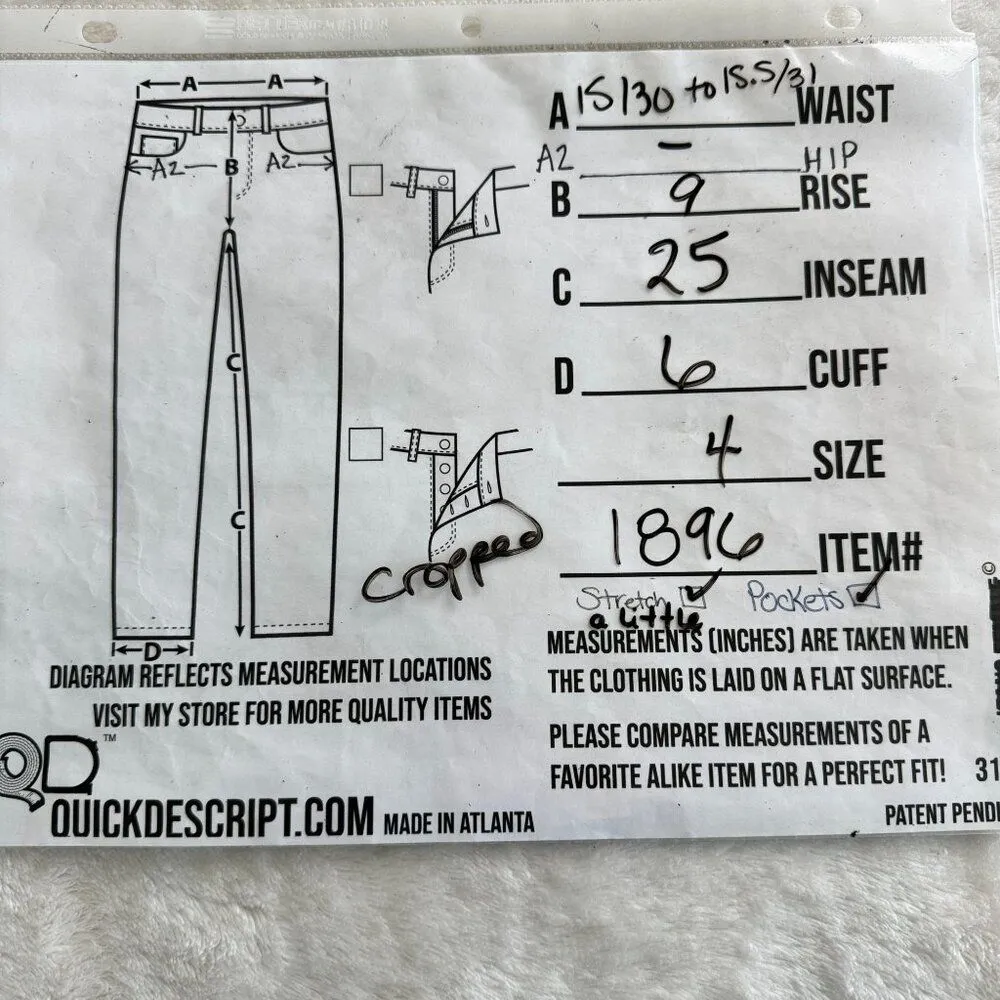 A A
A 15/30 to 15.5/31 WAIST
A2 B A2
A2 - HIP
B 9 RISE
C 25 INSEAM
C
D 6 CUFF
4 SIZE
C
cropped
1896 ITEM#
Stretch ✓ Pockets ✓
a little
D
MEASUREMENTS (INCHES) ARE TAKEN WHEN
THE CLOTHING IS LAID ON A FLAT SURFACE.
DIAGRAM REFLECTS MEASUREMENT LOCATIONS
VISIT MY STORE FOR MORE QUALITY ITEMS
PLEASE COMPARE MEASUREMENTS OF A
FAVORITE ALIKE ITEM FOR A PERFECT FIT! 31
QD™
QUICKDESCRIPT.COM MADE IN ATLANTA
PATENT PENDI
©